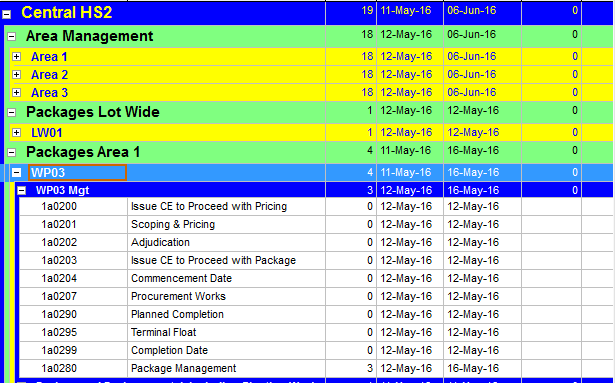 Central HS2 19 11-May-16 06-Jun-16 0
Area Management 18 12-May-16 06-Jun-16 0
Area 1 18 12-May-16 06-Jun-16 0
Area 2 18 12-May-16 06-Jun-16 0
Area 3 18 12-May-16 06-Jun-16 0
Packages Lot Wide 1 12-May-16 12-May-16 0
LW01 1 12-May-16 12-May-16 0
Packages Area 1 4 11-May-16 16-May-16 0
WP03 4 11-May-16 16-May-16 0
WP03 Mgt 3 12-May-16 16-May-16 0
1a0200 Issue CE to Proceed with Pricing 0 12-May-16 12-May-16
1a0201 Scoping & Pricing 0 12-May-16 12-May-16
1a0202 Adjudication 0 12-May-16 12-May-16
1a0203 Issue CE to Proceed with Package 0 12-May-16 12-May-16
1a0204 Commencement Date 0 12-May-16 12-May-16
1a0207 Procurement Works 0 12-May-16 12-May-16
1a0290 Planned Completion 0 12-May-16 12-May-16
1a0295 Terminal Float 0 12-May-16 12-May-16
1a0299 Completion Date 0 12-May-16 12-May-16
1a0280 Package Management 3 12-May-16 16-May-16